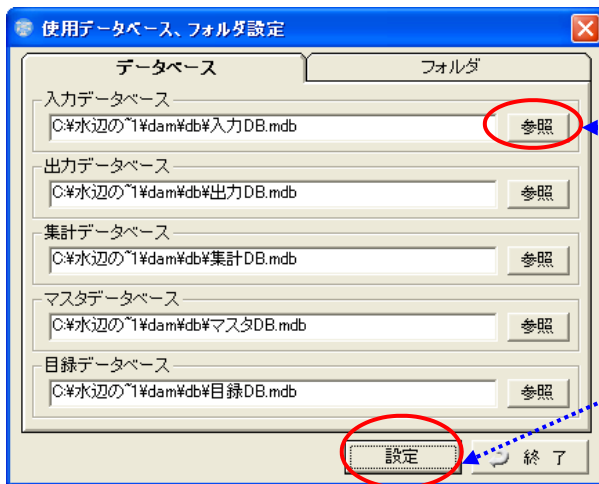 使用データベース、フォルダ設定
データベース フォルダ
入力データベース
C:¥水辺の~1¥dam¥db¥入力DB.mdb 参照
出力データベース
C:¥水辺の~1¥dam¥db¥出力DB.mdb 参照
集計データベース
C:¥水辺の~1¥dam¥db¥集計DB.mdb 参照
マスタデータベース
C:¥水辺の~1¥dam¥db¥マスタDB.mdb 参照
目録データベース
C:¥水辺の~1¥dam¥db¥目録DB.mdb 参照
設定 終 了